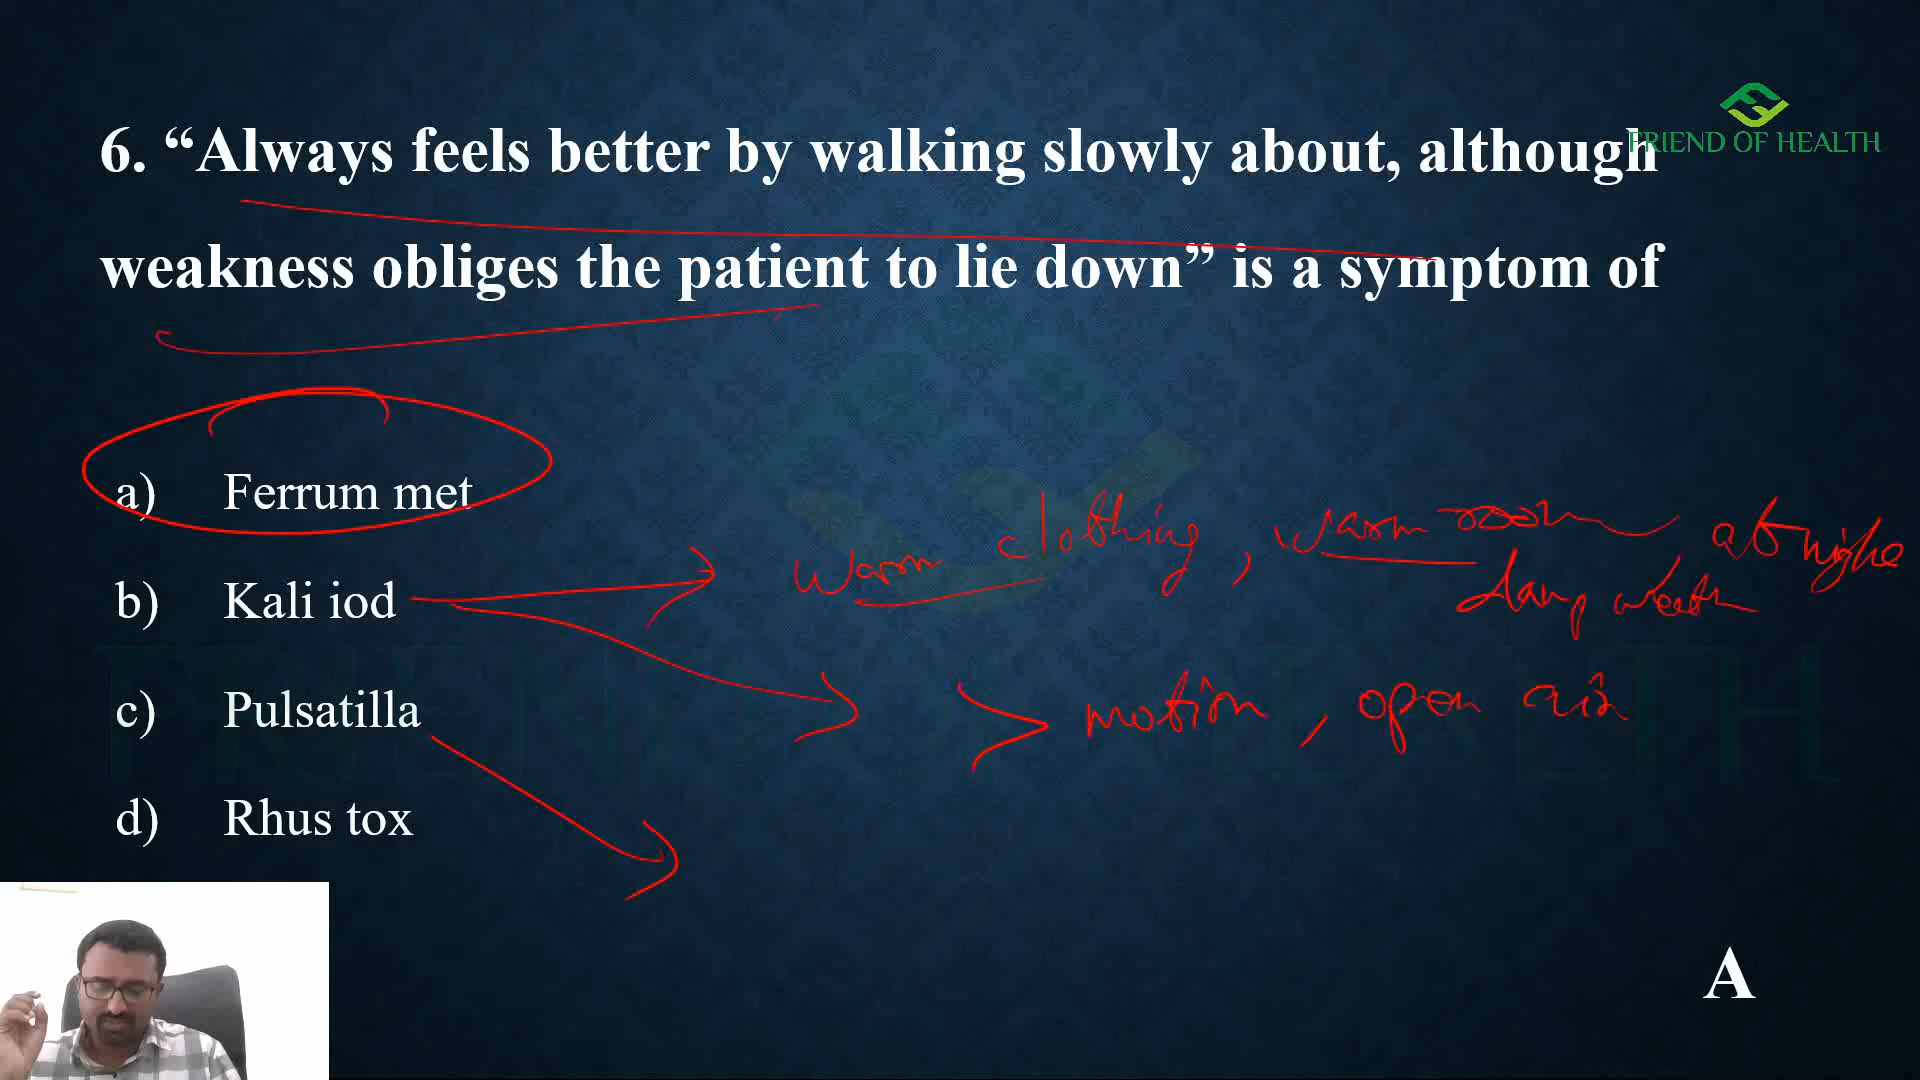 FRIEND OF HEALTH
6. “Always feels better by walking slowly about, although
weakness obliges the patient to lie down” is a symptom of
a) Ferrum met
b) Kali iod
c) Pulsatilla
d) Rhus tox
warm clothing, warm room, at night
damp weath
> motion, open air
A